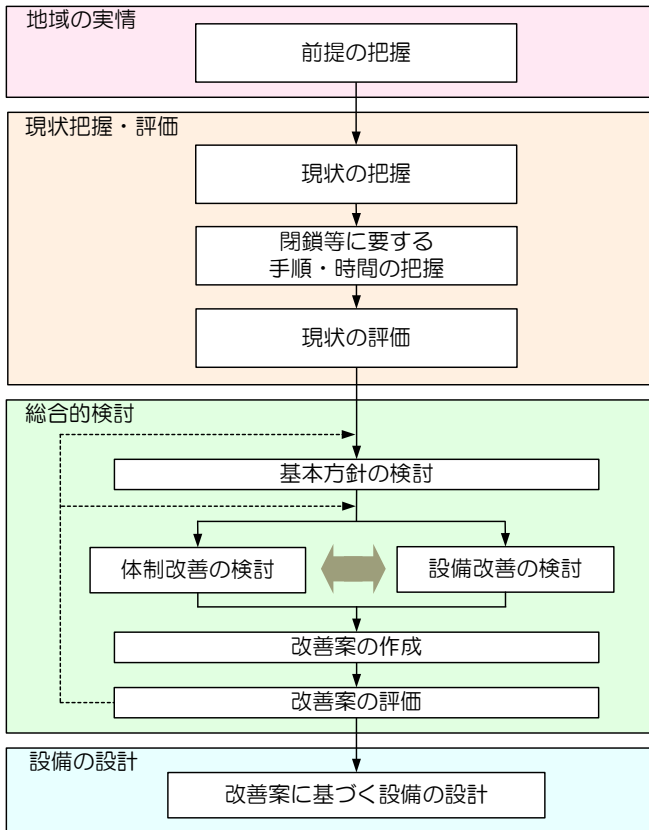 地域の実情
前提の把握
現状把握・評価
現状の把握
閉鎖等に要する
手順・時間の把握
現状の評価
総合的検討
基本方針の検討
体制改善の検討
設備改善の検討
改善案の作成
改善案の評価
設備の設計
改善案に基づく設備の設計